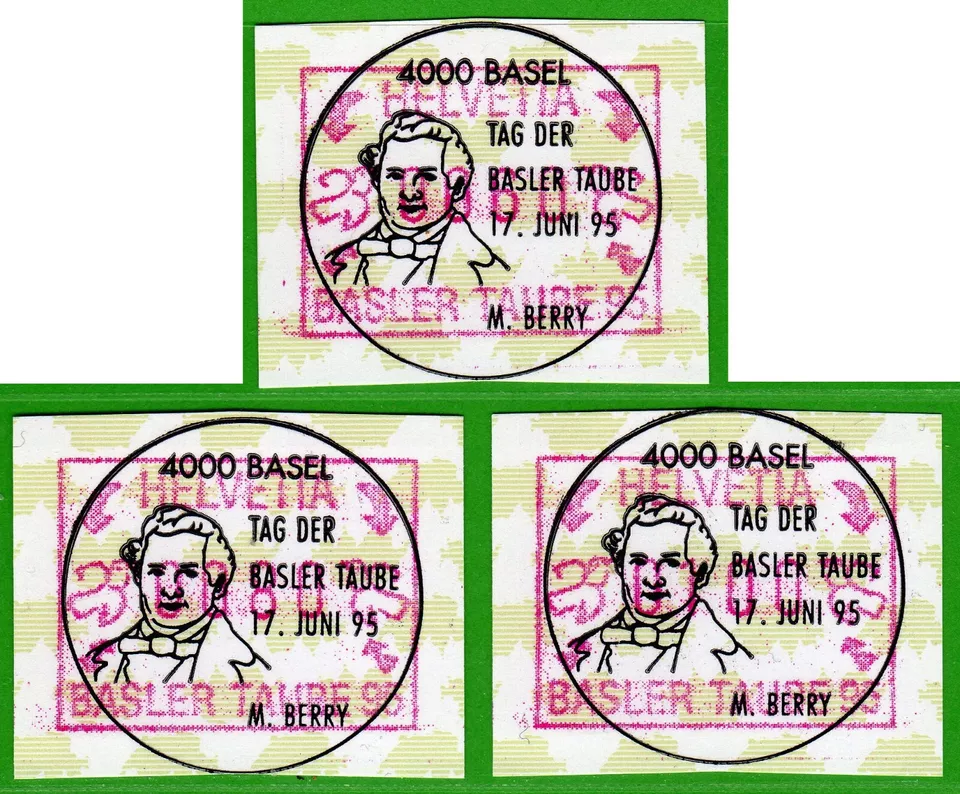 4000 BASEL
HELVETIA
TAG DER
BASLER TAUBE
17. JUNI 95
BASLER TAUBE 95
M. BERRY
4000 BASEL
HELVETIA
TAG DER
BASLER TAUBE
17. JUNI 95
BASLER TAUBE 95
M. BERRY
4000 BASEL
HELVETIA
TAG DER
BASLER TAUBE
17. JUNI 95
BASLER TAUBE 95
M. BERRY